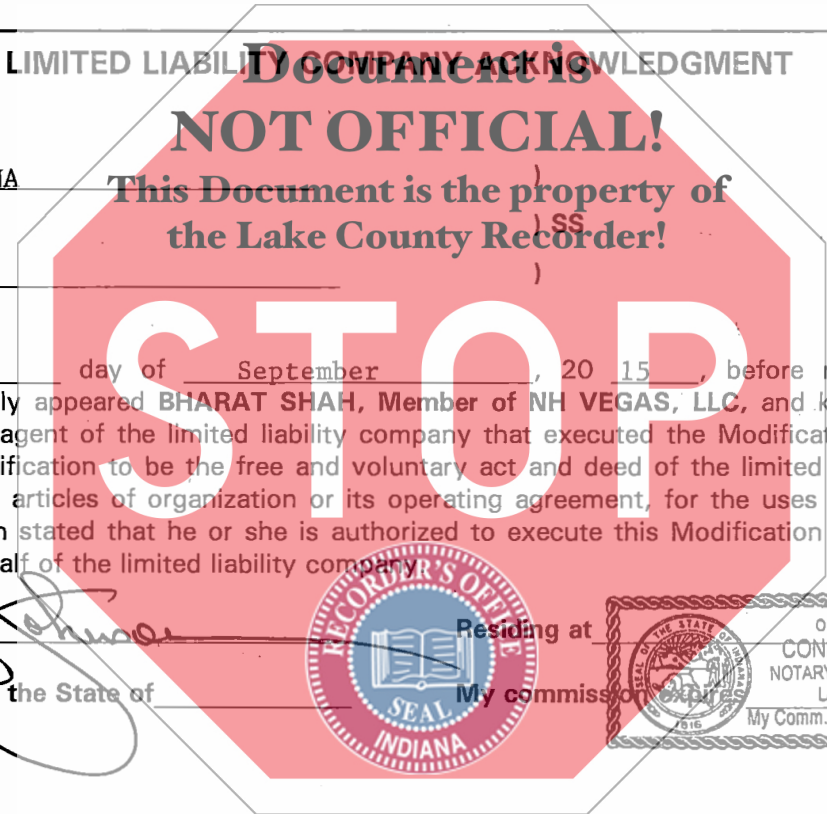 LIMITED LIABILITY COMPANY ACKNOWLEDGMENT
Document is
NOT OFFICIAL!
This Document is the property of
the Lake County Recorder!
)
) SS
)
STOP
day of September, 20 15, before
appeared BHARAT SHAH, Member of NH VEGAS, LLC, and
agent of the limited liability company that executed the
to be the free and voluntary act and deed of the limited
articles of organization or its operating agreement, for the uses
stated that he or she is authorized to execute this Modification
of the limited liability company.
RECORDER'S OFFICE
SEAL
INDIANA
Residing at
SEAL OF THE STATE OF INDIANA
1816
NOTARY
the State of
My commission expires
My Comm.